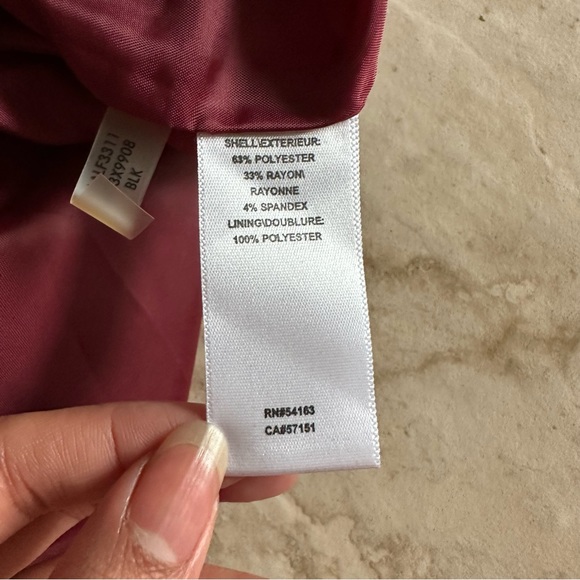 SHELL\EXTERIEUR:
63% POLYESTER
33% RAYON\
RAYONNE
4% SPANDEX
LINING\DOUBLURE:
100% POLYESTER
RN#54163
CA#57151
BLK